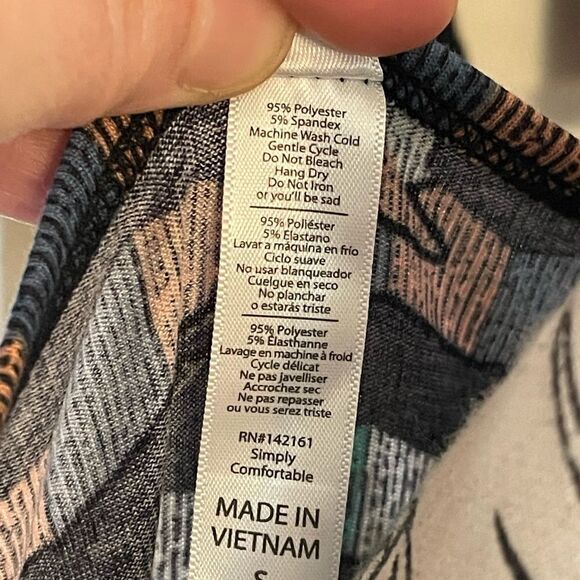 95% Polyester
5% Spandex
Machine Wash Cold
Gentle Cycle
Do Not Bleach
Hang Dry
Do Not Iron
or you'll be sad
95% Poliéster
5% Elastano
Lavar a máquina en frío
Ciclo suave
No usar blanqueador
Cuelgue en seco
No planchar
o estarás triste
95% Polyester
5% Élasthanne
Lavage en machine à froid
Cycle délicat
Ne pas javelliser
Accrochez sec
Ne pas repasser
ou vous serez triste
RN#142161
Simply
Comfortable
MADE IN
VIETNAM
S